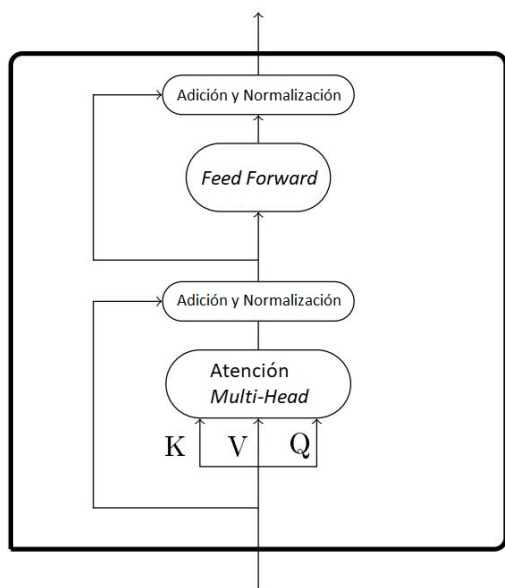 Adición y Normalización
Feed Forward
Adición y Normalización
Atención
Multi-Head
K V Q